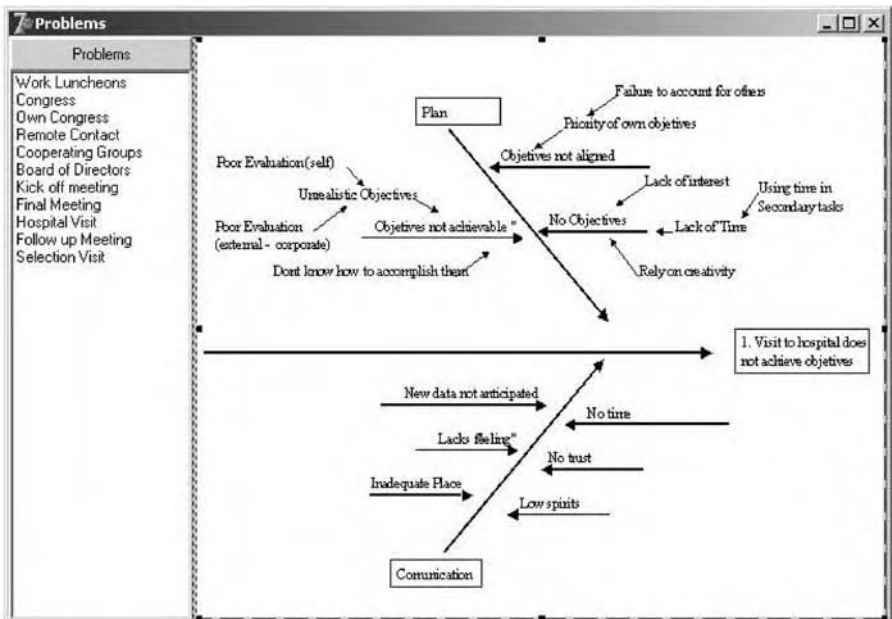 Problems
Problems
Work Luncheons
Congress
Own Congress
Remote Contact
Cooperating Groups
Board of Directors
Kick off meeting
Final Meeting
Hospital Visit
Follow up Meeting
Selection Visit
Plan
Failure to account for others
Priority of own objetives
Objetives not aligned
Poor Evaluation(self)
Unrealistic Objectives
Poor Evaluation
(external - corporate)
Objetives not achievable "
Dont know how to accomplish them
Lack of interest
No Objectives
Lack of Time
Using time in
Secondary tasks
Rely on creativity
1. Visit to hospital does
not achieve objetives
New data not anticipated
No time
Lacks feeling"
No trust
Inadequate Place
Low spirits
Comunication